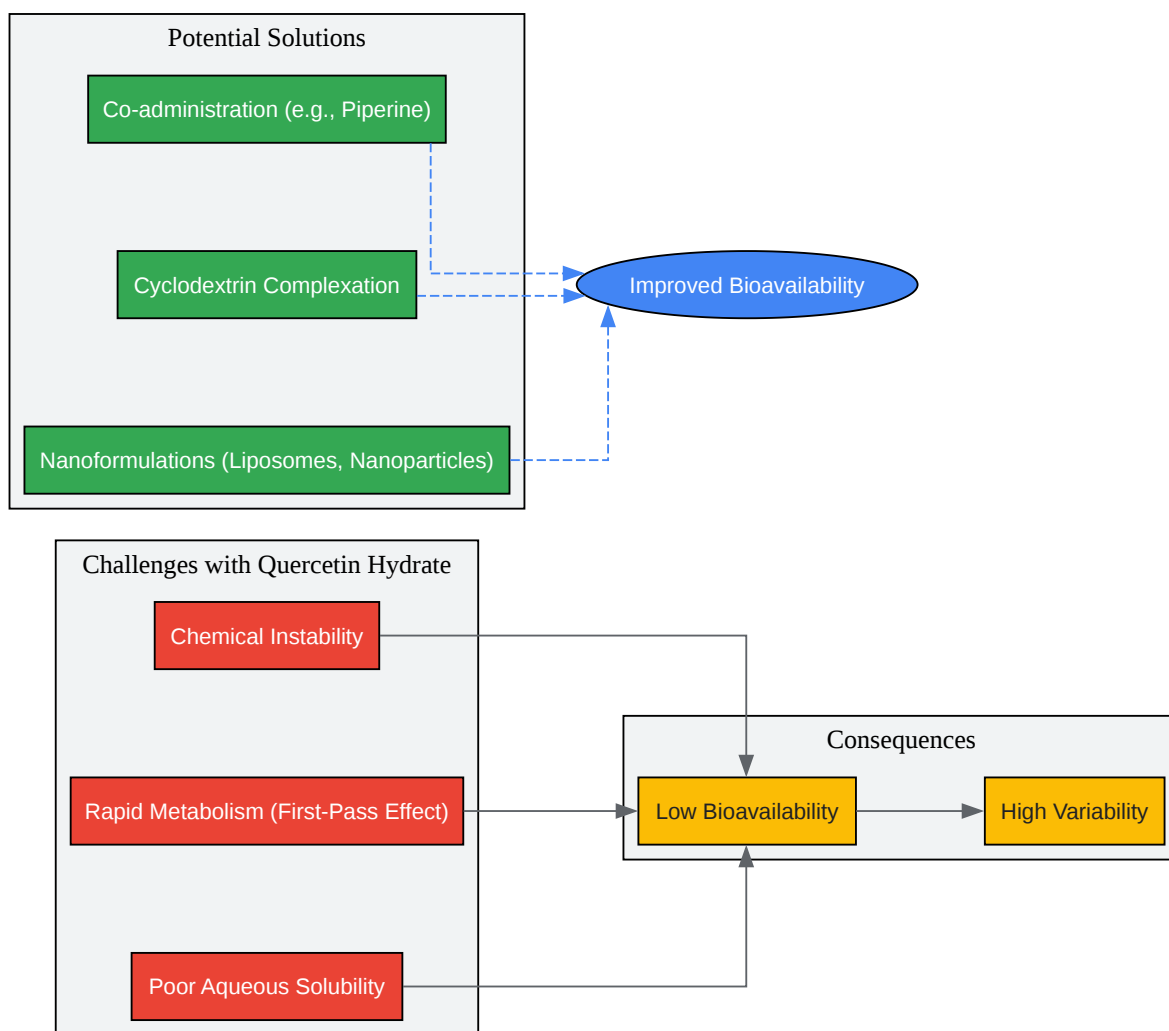 Potential Solutions
Co-administration (e.g., Piperine)
Cyclodextrin Complexation
Improved Bioavailability
Nanoformulations (Liposomes, Nanoparticles)
Challenges with Quercetin Hydrate
Chemical Instability
Rapid Metabolism (First-Pass Effect)
Poor Aqueous Solubility
Consequences
Low Bioavailability
High Variability